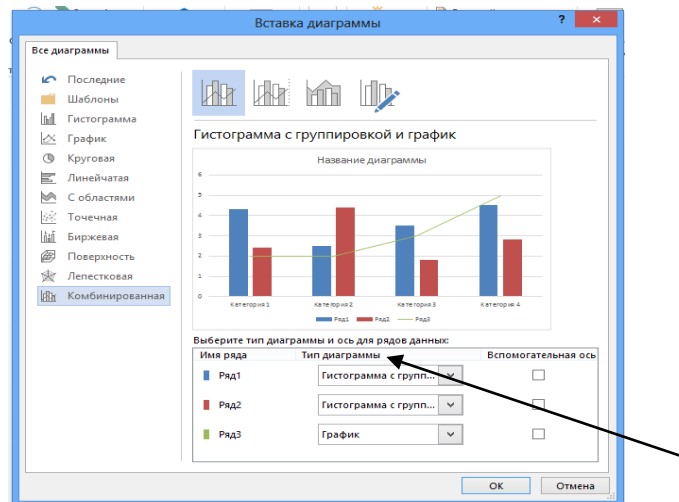 Вставка диаграммы ? ×
Все диаграммы
Последние
Шаблоны
Гистограмма
График
Круговая
Линейчатая
С областями
Точечная
Биржевая
Поверхность
Лепестковая
Комбинированная
Гистограмма с группировкой и график
Название диаграммы
6
5
4
3
2
1
0
Категория 1 Категория 2 Категория 3 Категория 4
Ряд1 Ряд2 Ряд3
Выберите тип диаграммы и ось для рядов данных:
Имя ряда Тип диаграммы Вспомогательная ось
Ряд1 Гистограмма с групп...
Ряд2 Гистограмма с групп...
Ряд3 График
ОК Отмена